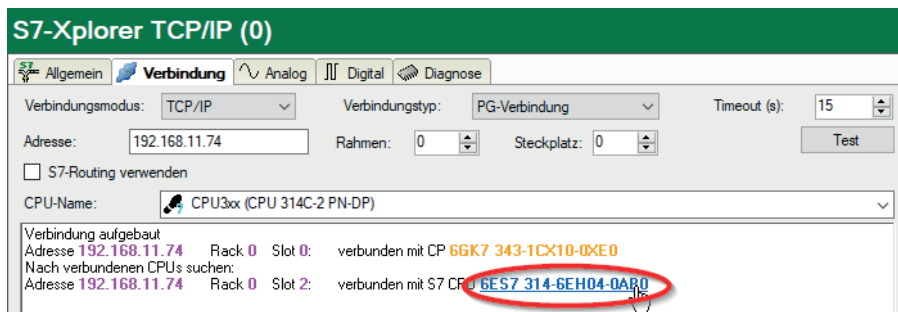 S7-Xplorer TCP/IP (0)
S7 Allgemein Verbindung Analog Digital Diagnose
Verbindungsmodus: TCP/IP Verbindungstyp: PG-Verbindung Timeout (s): 15
Adresse: 192.168.11.74 Rahmen: 0 Steckplatz: 0 Test
S7-Routing verwenden
CPU-Name: CPU3xx (CPU 314C-2 PN-DP)
Verbindung aufgebaut
Adresse 192.168.11.74 Rack 0 Slot 0: verbunden mit CP 6GK7 343-1CX10-0XE0
Nach verbundenen CPUs suchen:
Adresse 192.168.11.74 Rack 0 Slot 2: verbunden mit S7 CPU 6ES7 314-6EH04-0AB0